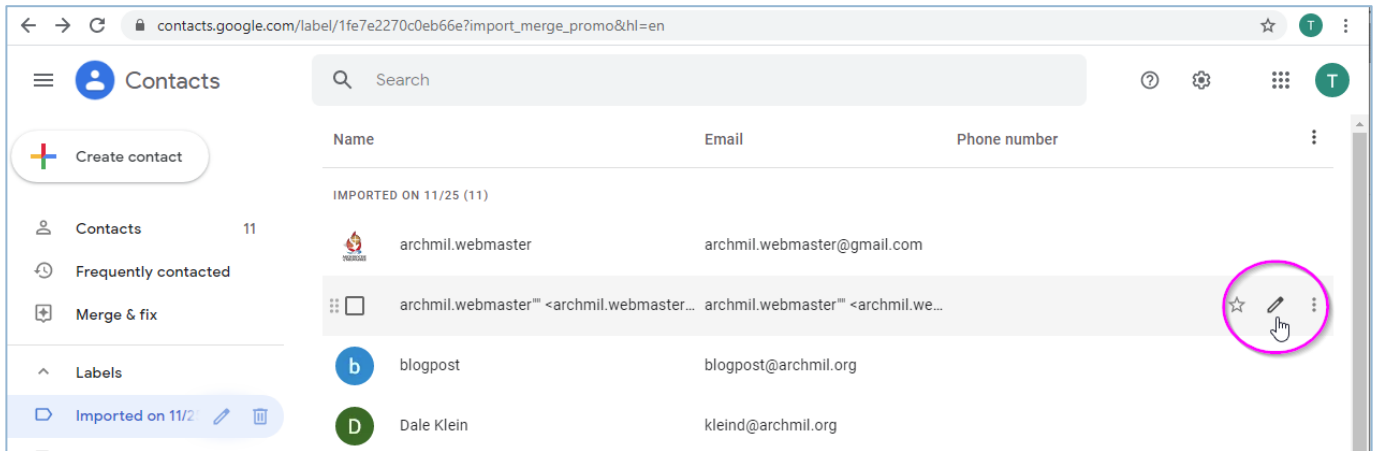 contacts.google.com/label/1fe7e2270c0eb66e?import_merge_promo&hl=en
T
Contacts
Search
T
Create contact
Name Email Phone number
IMPORTED ON 11/25 (11)
Contacts 11
archmil.webmaster archmil.webmaster@gmail.com
Frequently contacted
archmil.webmaster"" <archmil.webmaster... archmil.webmaster"" <archmil.we...
Merge & fix
b blogpost blogpost@archmil.org
Labels
Imported on 11/2
D Dale Klein kleind@archmil.org